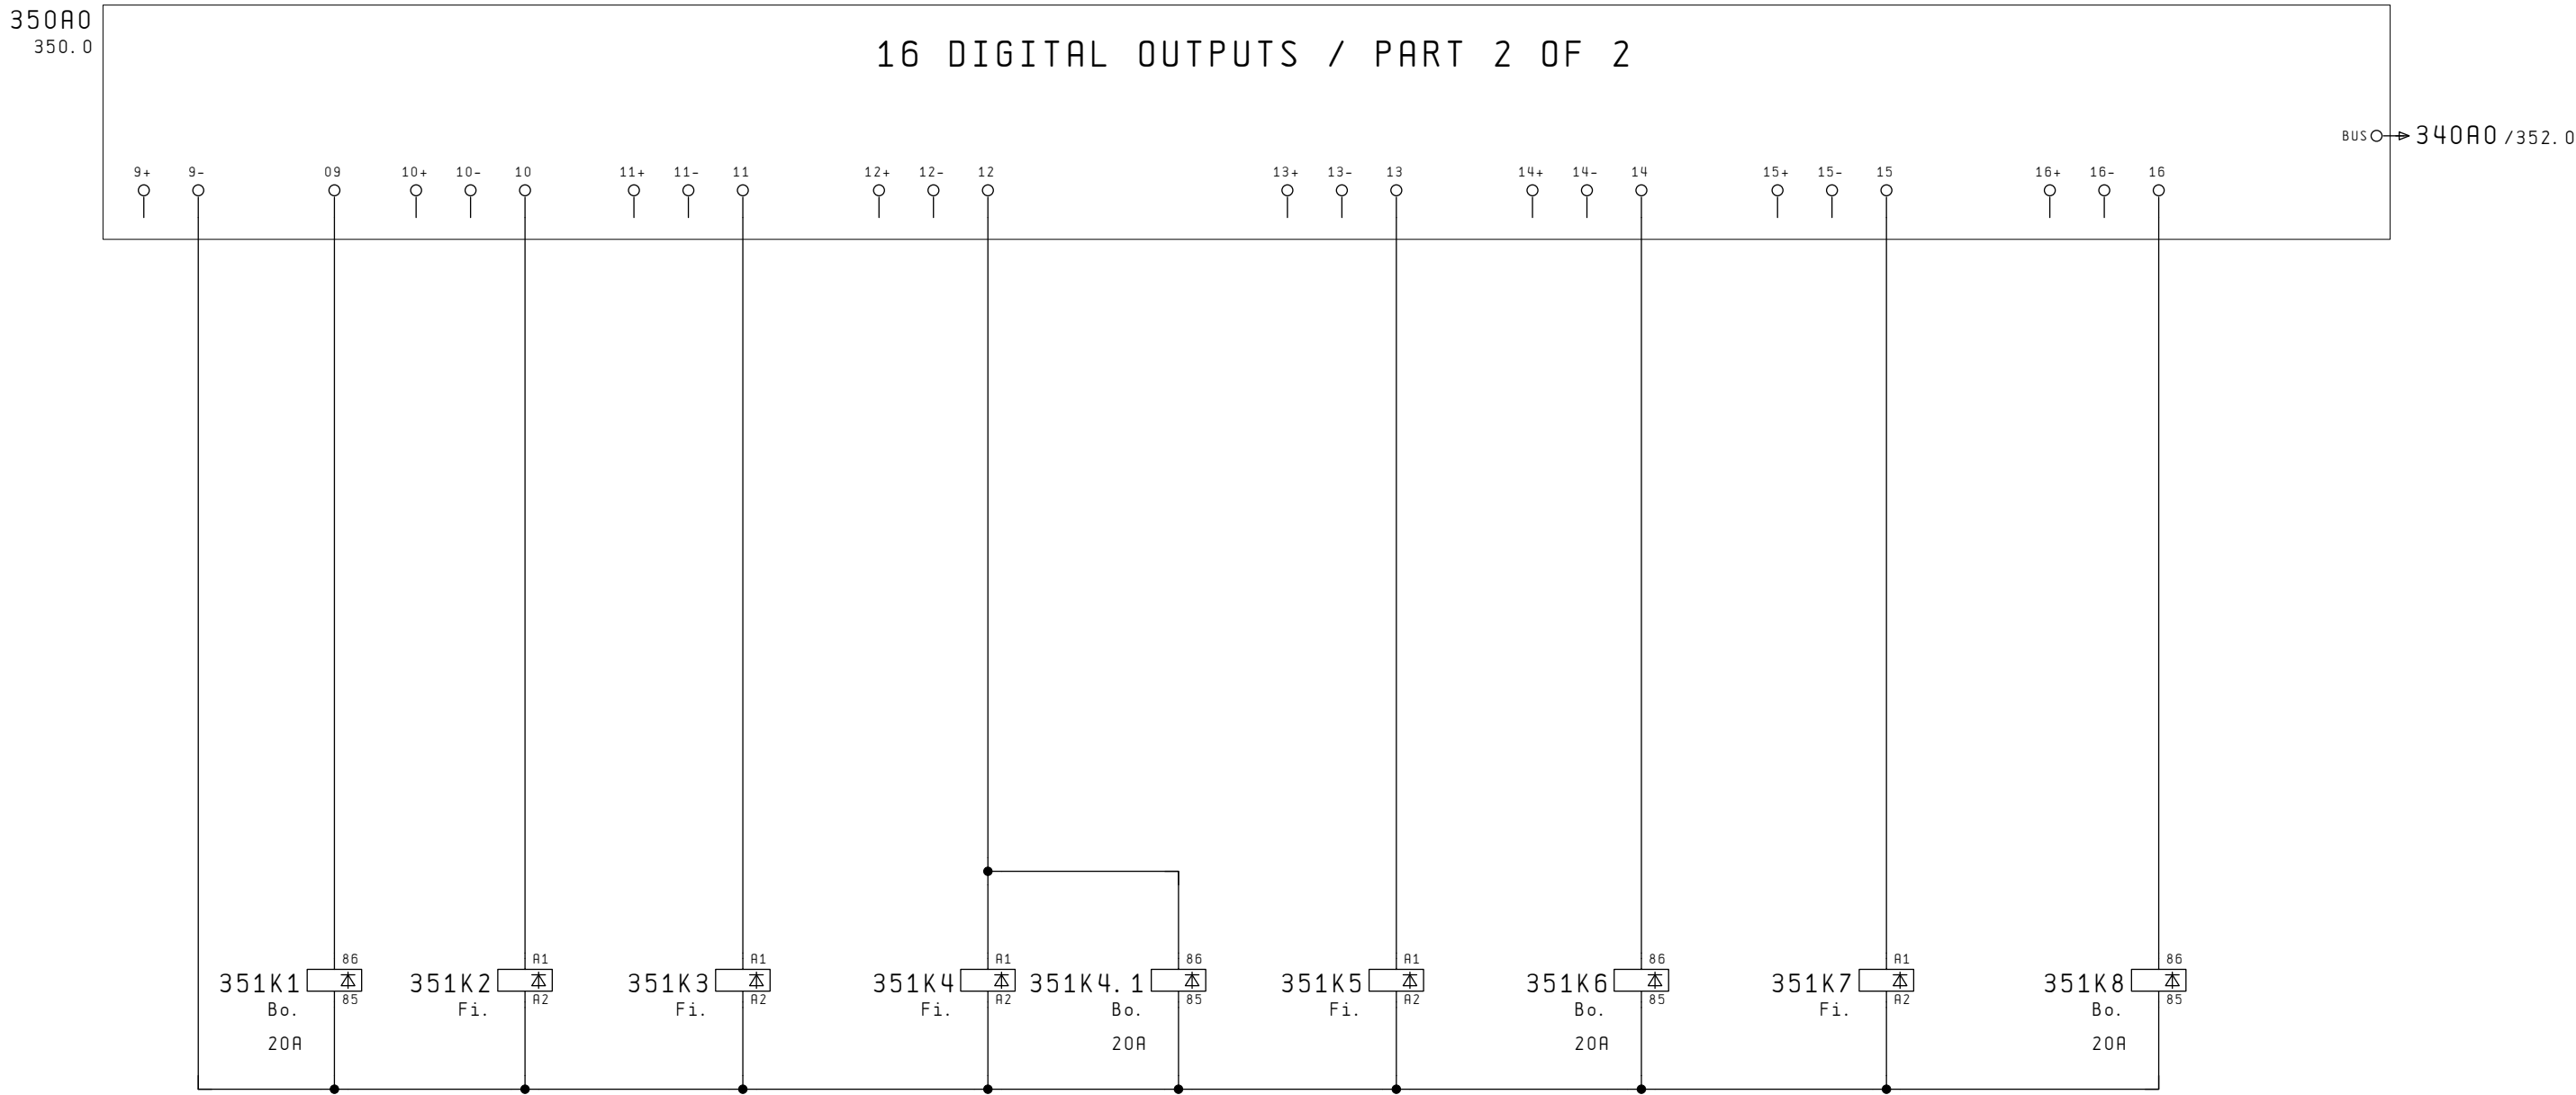 350A0
350.0
16 DIGITAL OUTPUTS / PART 2 OF 2
BUS 340A0 /352.0
9+ 9- 09 10+ 10- 10 11+ 11- 11 12+ 12- 12 13+ 13- 13 14+ 14- 14 15+ 15- 15 16+ 16- 16
86 A1 A1 A1 86 A1 86 A1 86
351K1 351K2 351K3 351K4 351K4.1 351K5 351K6 351K7 351K8
85 A2 A2 A2 85 A2 85 A2 85
Bo. Fi. Fi. Fi. Bo. Fi. Bo. Fi. Bo.
20A 20A 20A 20A